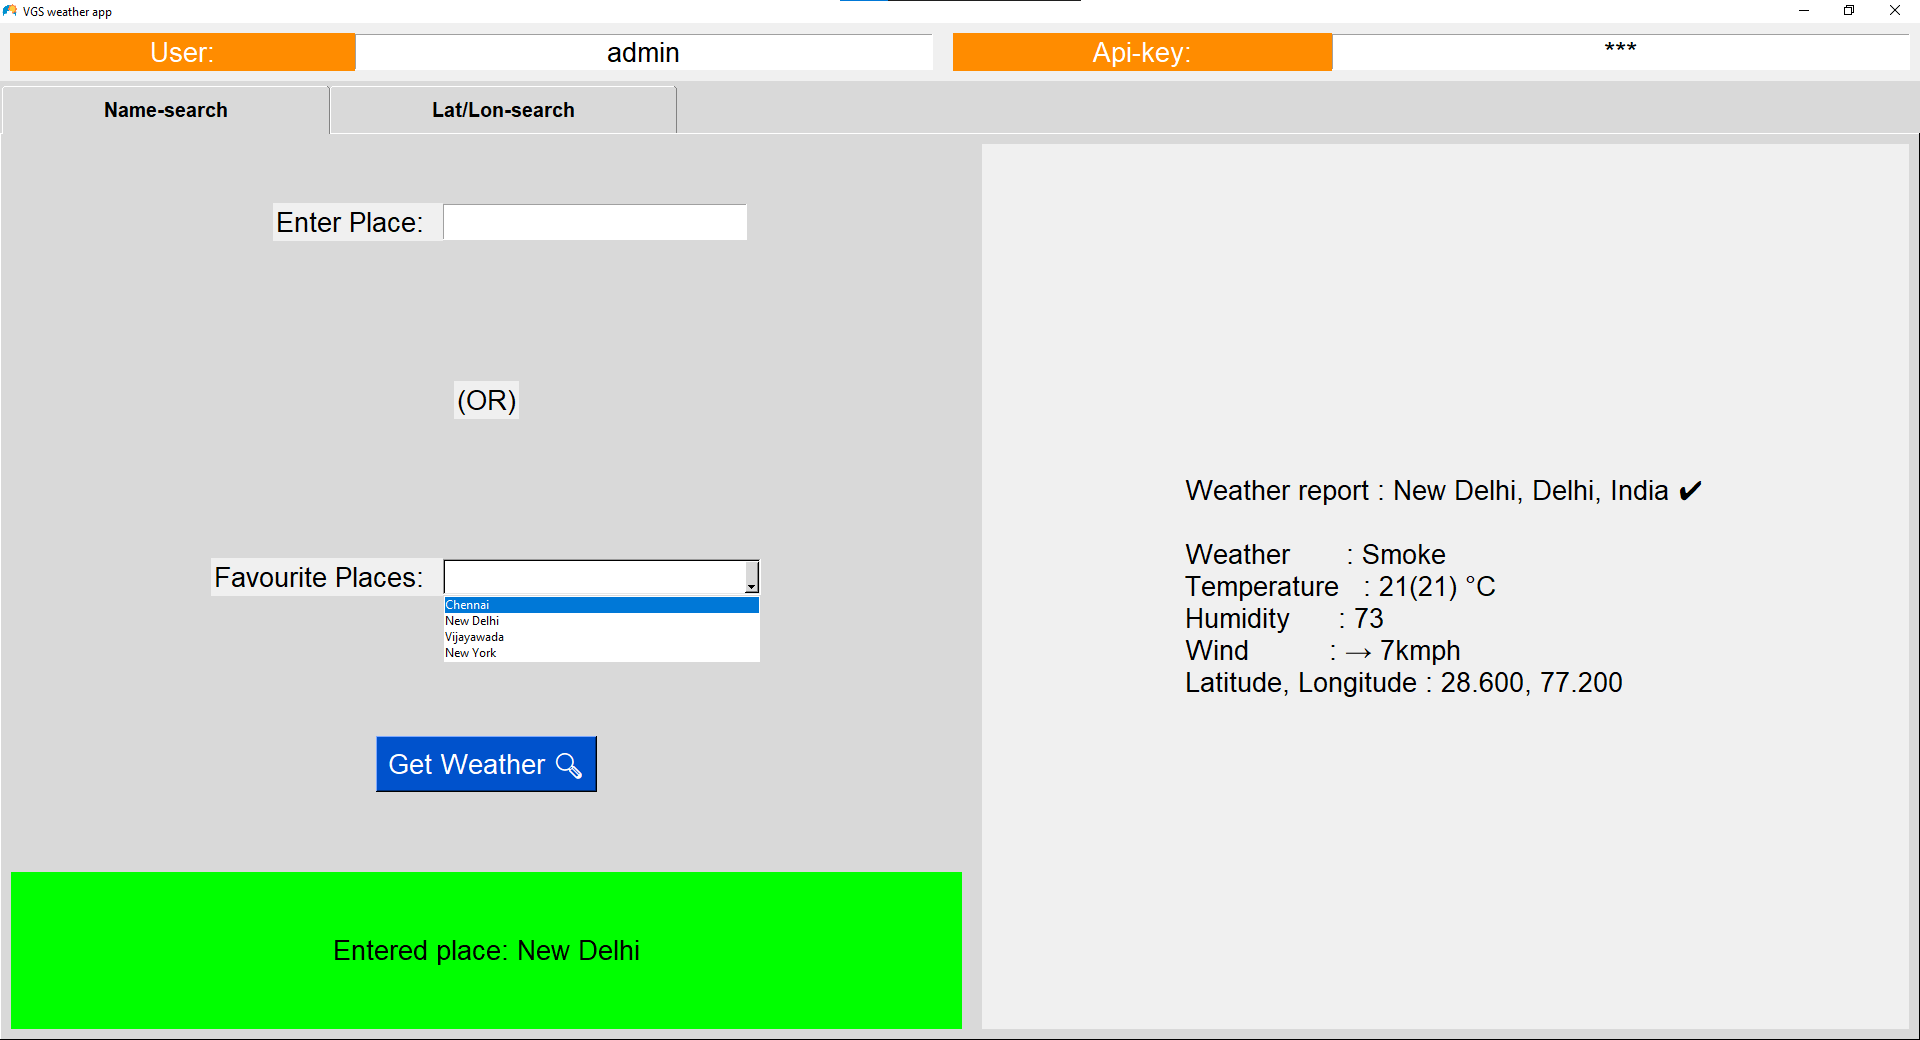 VGS weather app
User: admin Api-key: ***
Name-search Lat/Lon-search
Enter Place:
(OR)
Favourite Places:
Chennai
New Delhi
Vijayawada
New York
Get Weather 🔍
Entered place: New Delhi
Weather report : New Delhi, Delhi, India ✔
Weather : Smoke
Temperature : 21(21) °C
Humidity : 73
Wind : → 7kmph
Latitude, Longitude : 28.600, 77.200